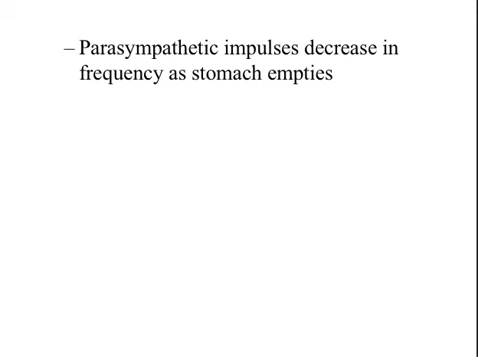 – Parasympathetic impulses decrease in
frequency as stomach empties